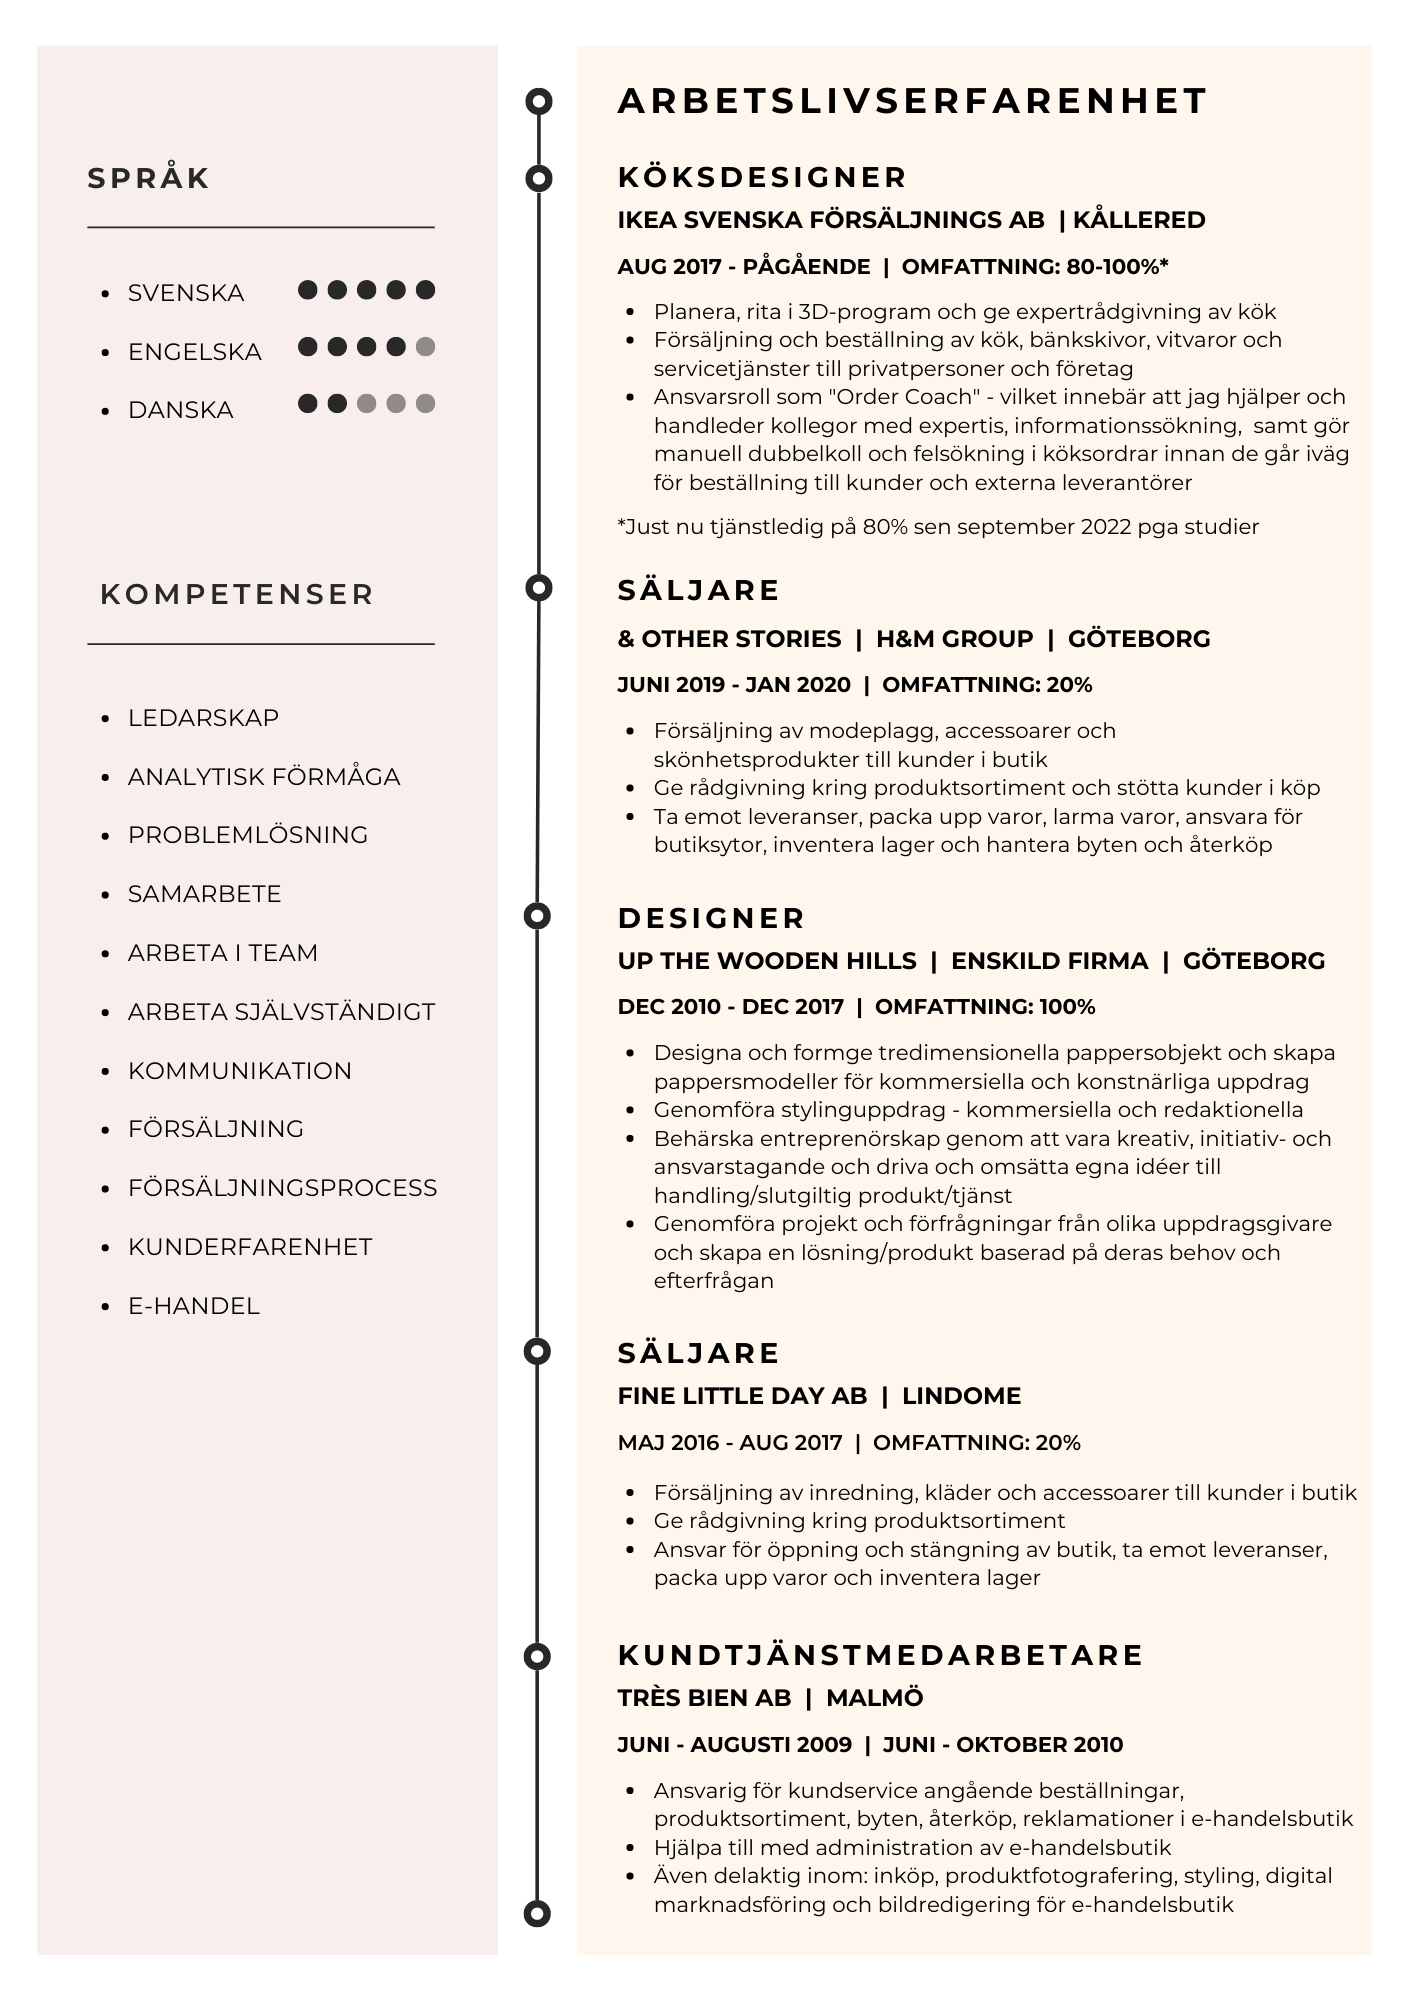 SPRÅK
SVENSKA
ENGELSKA
DANSKA
KOMPETENSER
LEDARSKAP
ANALYTISK FÖRMÅGA
PROBLEMLÖSNING
SAMARBETE
ARBETA I TEAM
ARBETA SJÄLVSTÄNDIGT
KOMMUNIKATION
FÖRSÄLJNING
FÖRSÄLJNINGSPROCESS
KUNDERFARENHET
E-HANDEL
ARBETSLIVSERFARENHET
KÖKSDESIGNER
IKEA SVENSKA FÖRSÄLJNINGS AB | KÅLLERED
AUG 2017 - PÅGÅENDE | OMFATTNING: 80-100%*
Planera, rita i 3D-program och ge expertrådgivning av kök
Försäljning och beställning av kök, bänkskivor, vitvaror och
servicetjänster till privatpersoner och företag
Ansvarsroll som "Order Coach" - vilket innebär att jag hjälper och
handleder kollegor med expertis, informationssökning,  samt gör
manuell dubbelkoll och felsökning i köksordrar innan de går iväg
för beställning till kunder och externa leverantörer
*Just nu tjänstledig på 80% sen september 2022 pga studier
SÄLJARE
& OTHER STORIES | H&M GROUP | GÖTEBORG
JUNI 2019 - JAN 2020 | OMFATTNING: 20%
Försäljning av modeplagg, accessoarer och
skönhetsprodukter till kunder i butik
Ge rådgivning kring produktsortiment och stötta kunder i köp
Ta emot leveranser, packa upp varor, larma varor, ansvara för
butiksytor, inventera lager och hantera byten och återköp
DESIGNER
UP THE WOODEN HILLS | ENSKILD FIRMA | GÖTEBORG
DEC 2010 - DEC 2017 | OMFATTNING: 100%
Designa och formge tredimensionella pappersobjekt och skapa
pappersmodeller för kommersiella och konstnärliga uppdrag
Genomföra stylinguppdrag - kommersiella och redaktionella
Behärska entreprenörskap genom att vara kreativ, initiativ- och
ansvarstagande och driva och omsätta egna idéer till
handling/slutgiltig produkt/tjänst
Genomföra projekt och förfrågningar från olika uppdragsgivare
och skapa en lösning/produkt baserad på deras behov och
efterfrågan
SÄLJARE
FINE LITTLE DAY AB | LINDOME
MAJ 2016 - AUG 2017 | OMFATTNING: 20%
Försäljning av inredning, kläder och accessoarer till kunder i butik
Ge rådgivning kring produktsortiment
Ansvar för öppning och stängning av butik, ta emot leveranser,
packa upp varor och inventera lager
KUNDTJÄNSTMEDARBETARE
TRÈS BIEN AB | MALMÖ
JUNI - AUGUSTI 2009 | JUNI - OKTOBER 2010
Ansvarig för kundservice angående beställningar,
produktsortiment, byten, återköp, reklamationer i e-handelsbutik
Hjälpa till med administration av e-handelsbutik
Även delaktig inom: inköp, produktfotografering, styling, digital
marknadsföring och bildredigering för e-handelsbutik